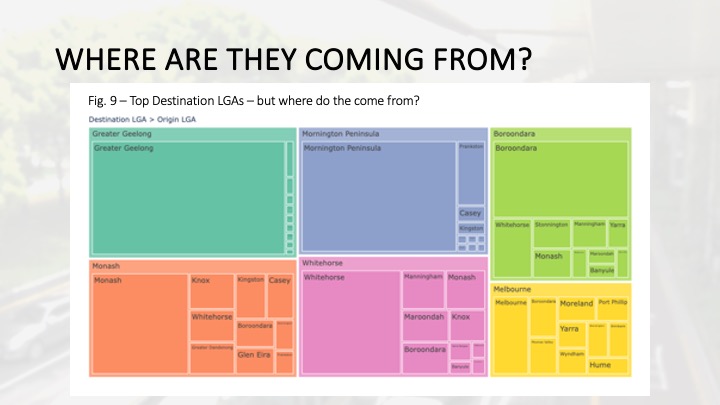 WHERE ARE THEY COMING FROM?
Fig. 9 – Top Destination LGAs – but where do the come from?
Destination LGA > Origin LGA
Greater Geelong
Greater Geelong
Mornington Peninsula
Mornington Peninsula
Frankston
Casey
Kingston
Boroondara
Boroondara
Whitehorse
Stonnington
Manningham
Yarra
Monash
Maroondah
Banyule
Monash
Monash
Knox
Kingston
Casey
Whitehorse
Boroondara
Greater Dandenong
Glen Eira
Whitehorse
Whitehorse
Manningham
Monash
Maroondah
Knox
Boroondara
Banyule
Melbourne
Melbourne
Boroondara
Moreland
Port Phillip
Yarra
Moonee Valley
Wyndham
Hume